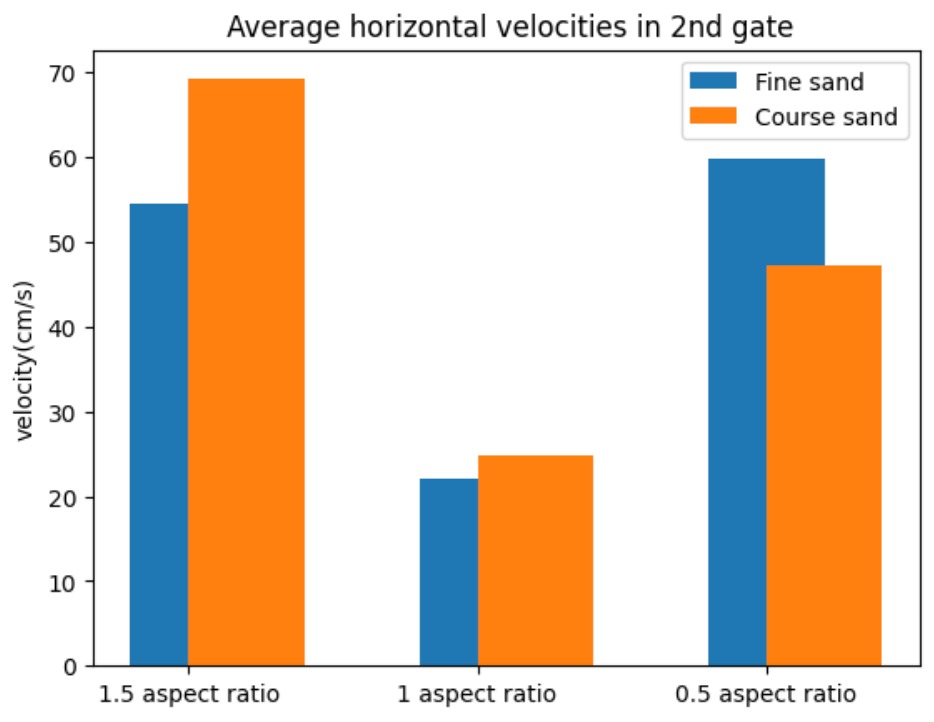 Average horizontal velocities in 2nd gate
Fine sand
Course sand
velocity(cm/s)
70
60
50
40
30
20
10
0
1.5 aspect ratio
1 aspect ratio
0.5 aspect ratio